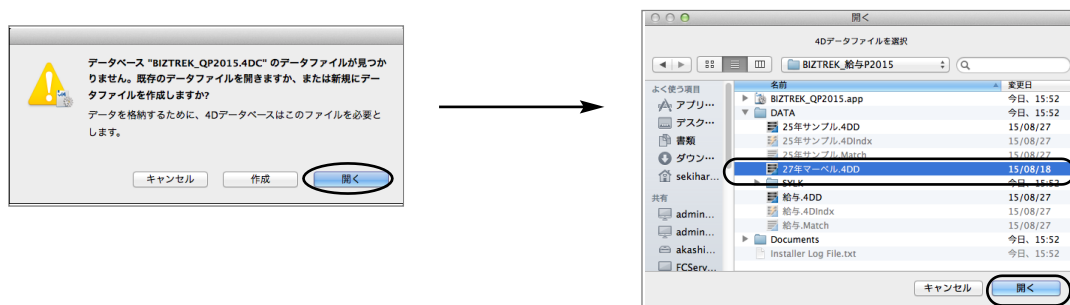 データベース "BIZTREK_QP2015.4DC" のデータファイルが見つか
りません。既存のデータファイルを開きますか、または新規にデー
タファイルを作成しますか?
データを格納するために、4Dデータベースはこのファイルを必要と
します。
キャンセル
作成
開く
開く
4Dデータファイルを選択
BIZTREK_給与P2015
よく使う項目
アプリ…
デスク…
書類
ダウン…
sekihar…
共有
admin...
admin...
akashi...
FCServ...
名前 変更日
BIZTREK_QP2015.app 今日、15:52
DATA 今日、15:52
25年サンプル.4DD 15/08/27
25年サンプル.4DIndx 15/08/27
25年サンプル.Match 15/08/27
27年マーベル.4DD 15/08/18
SYLK 今日、15:52
給与.4DD 15/08/27
給与.4DIndx 15/08/27
給与.Match 15/08/27
Documents 今日、15:52
Installer Log File.txt 今日、15:52
キャンセル
開く